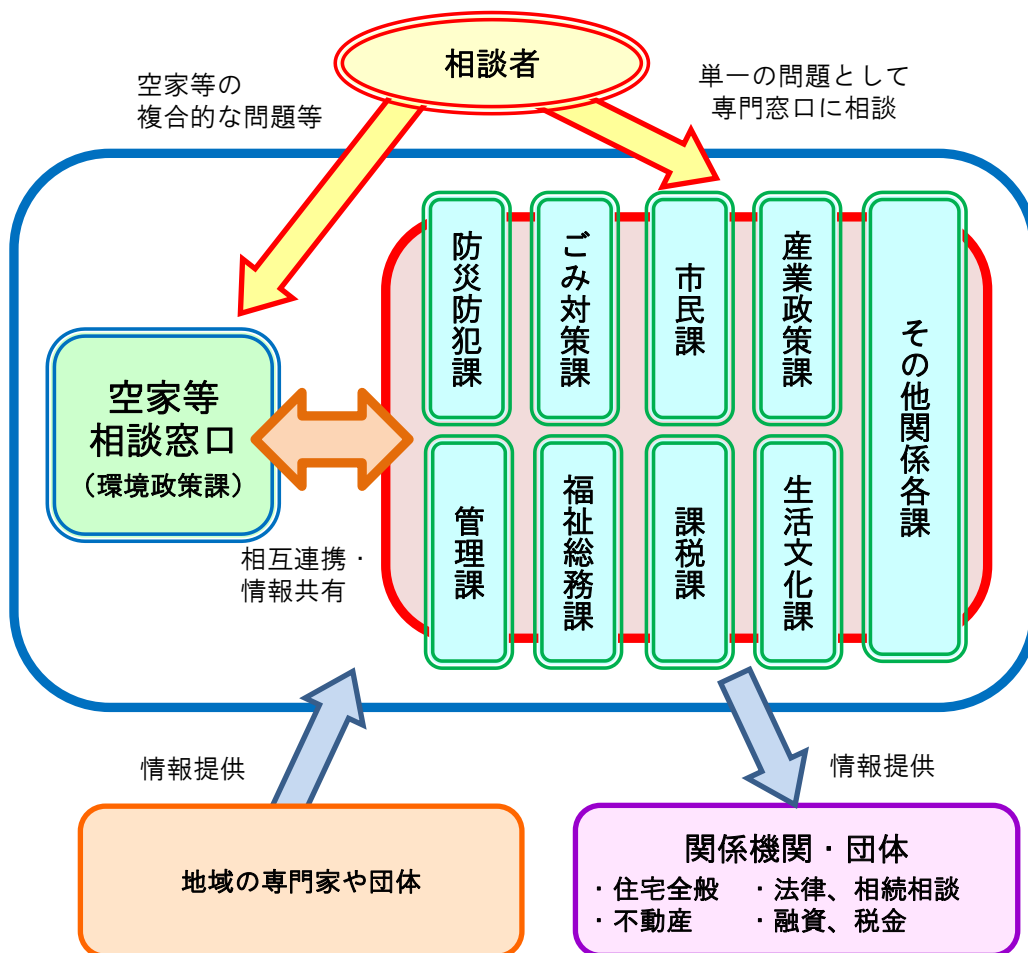 相談者
空家等の
複合的な問題等
単一の問題として
専門窓口に相談
防災防犯課
ごみ対策課
市民課
産業政策課
その他関係各課
空家等
相談窓口
（環境政策課）
管理課
福祉総務課
課税課
生活文化課
相互連携・
情報共有
情報提供
情報提供
地域の専門家や団体
関係機関・団体
・住宅全般　・法律、相続相談
・不動産　　・融資、税金